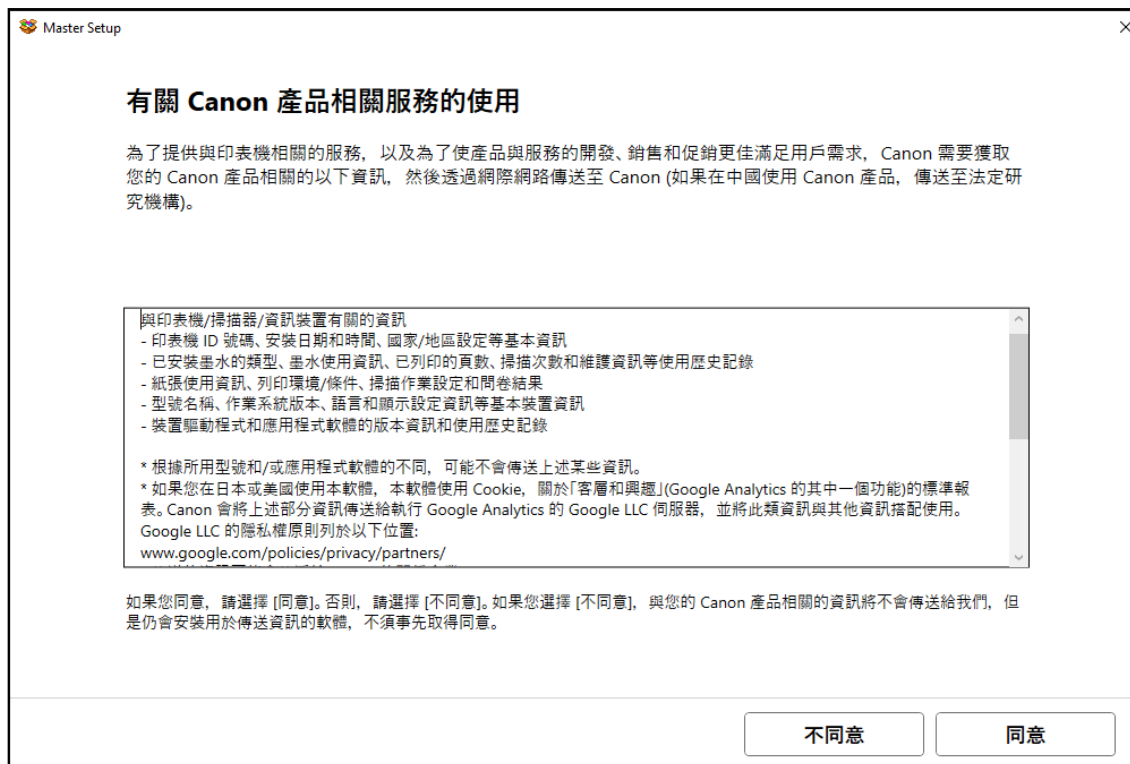 Master Setup
有關 Canon 產品相關服務的使用
為了提供與印表機相關的服務，以及為了使產品與服務的開發、銷售和促銷更佳滿足用戶需求，Canon 需要獲取
您的 Canon 產品相關的以下資訊，然後透過網際網路傳送至 Canon (如果在中國使用 Canon 產品，傳送至法定研
究機構)。
與印表機/掃描器/資訊裝置有關的資訊
- 印表機 ID 號碼、安裝日期和時間、國家/地區設定等基本資訊
- 已安裝墨水的類型、墨水使用資訊、已列印的頁數、掃描次數和維護資訊等使用歷史記錄
- 紙張使用資訊、列印環境/條件、掃描作業設定和問卷結果
- 型號名稱、作業系統版本、語言和顯示設定資訊等基本裝置資訊
- 裝置驅動程式和應用程式軟體的版本資訊和使用歷史記錄
* 根據所用型號和/或應用程式軟體的不同，可能不會傳送上述某些資訊。
* 如果您在日本或美國使用本軟體，本軟體使用 Cookie，關於「客層和興趣」(Google Analytics 的其中一個功能)的標準報
表。Canon 會將上述部分資訊傳送給執行 Google Analytics 的 Google LLC 伺服器，並將此類資訊與其他資訊搭配使用。
Google LLC 的隱私權原則列於以下位置:
www.google.com/policies/privacy/partners/
如果您同意，請選擇 [同意]。否則，請選擇 [不同意]。如果您選擇 [不同意]，與您的 Canon 產品相關的資訊將不會傳送給我們，但
是仍會安裝用於傳送資訊的軟體，不須事先取得同意。
不同意
同意